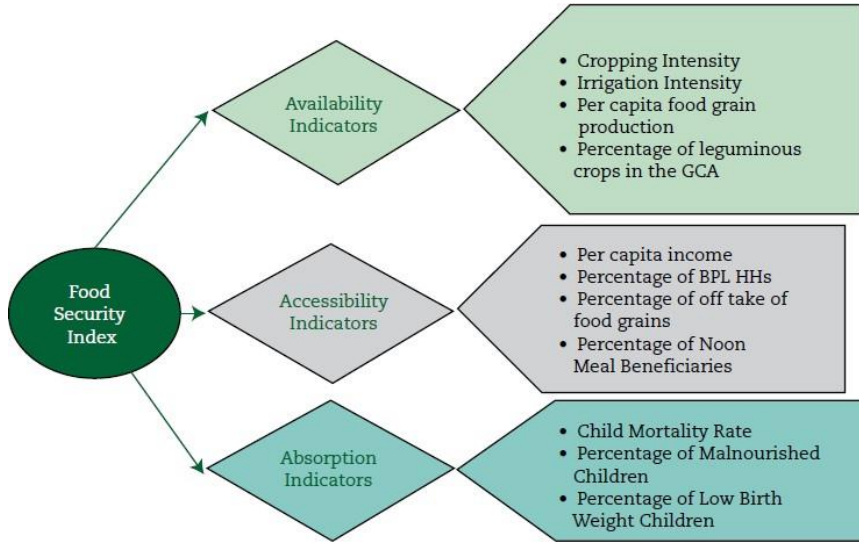 Availability
Indicators
• Cropping Intensity
• Irrigation Intensity
• Per capita food grain
production
• Percentage of leguminous
crops in the GCA
Food
Security
Index
Accessibility
Indicators
• Per capita income
• Percentage of BPL HHs
• Percentage of off take of
food grains
• Percentage of Noon
Meal Beneficiaries
Absorption
Indicators
• Child Mortality Rate
• Percentage of Malnourished
Children
• Percentage of Low Birth
Weight Children